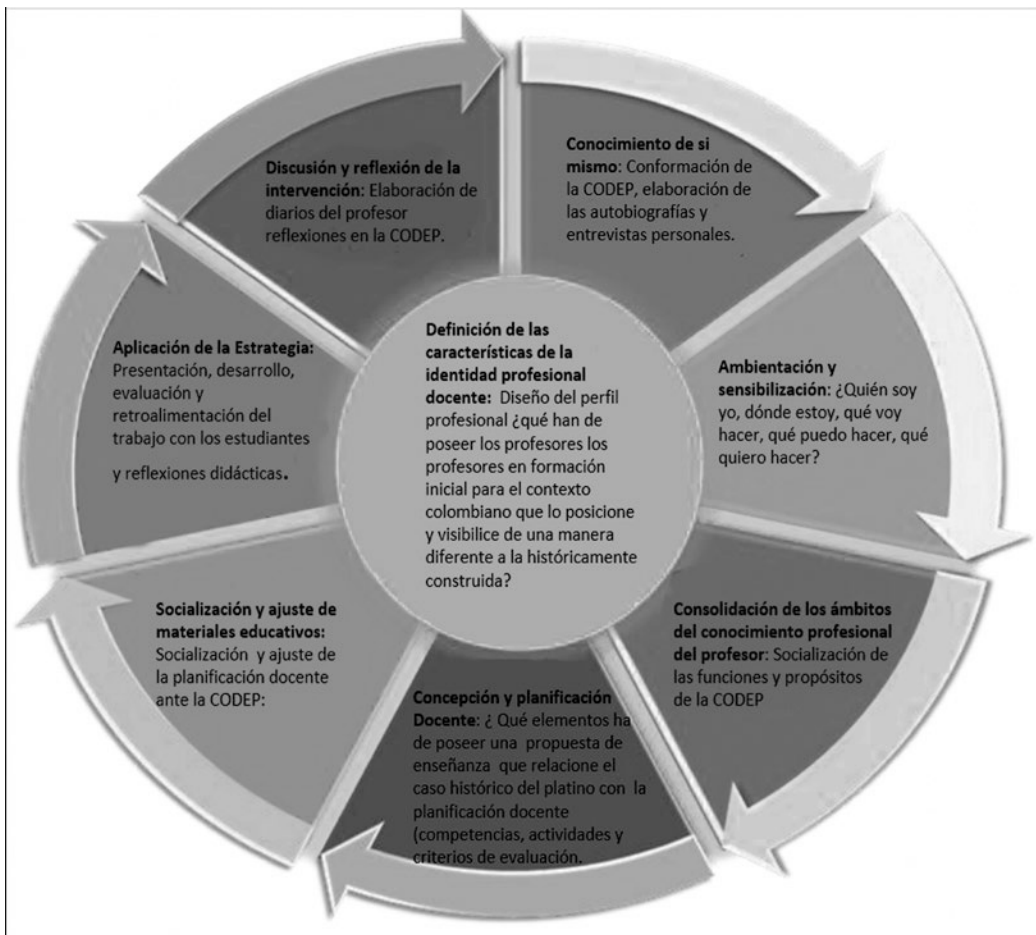 Conocimiento de si
mismo: Conformación de
la CODEP, elaboración de
las autobiografías y
entrevistas personales.
Ambientación y
sensibilización: ¿Quién soy
yo, dónde estoy, qué voy
hacer, qué puedo hacer, qué
quiero hacer?
Consolidación de los ámbitos
del conocimiento profesional
del profesor: Socialización de
las funciones y propósitos
de la CODEP
Concepción y planificación
Docente: ¿ Qué elementos ha
de poseer una propuesta de
enseñanza que relacione el
caso histórico del platino con la
planificación docente
(competencias, actividades y
criterios de evaluación.
Socialización y ajuste de
materiales educativos:
Socialización y ajuste de
la planificación docente
ante la CODEP:
Aplicación de la Estrategia:
Presentación, desarrollo,
evaluación y
retroalimentación del
trabajo con los estudiantes
y reflexiones didácticas.
Discusión y reflexión de la
intervención: Elaboración de
diarios del profesor
reflexiones en la CODEP.
Definición de las
características de la
identidad profesional
docente: Diseño del perfil
profesional ¿qué han de
poseer los profesores los
profesores en formación
inicial para el contexto
colombiano que lo posicione
y visibilice de una manera
diferente a la históricamente
construida?